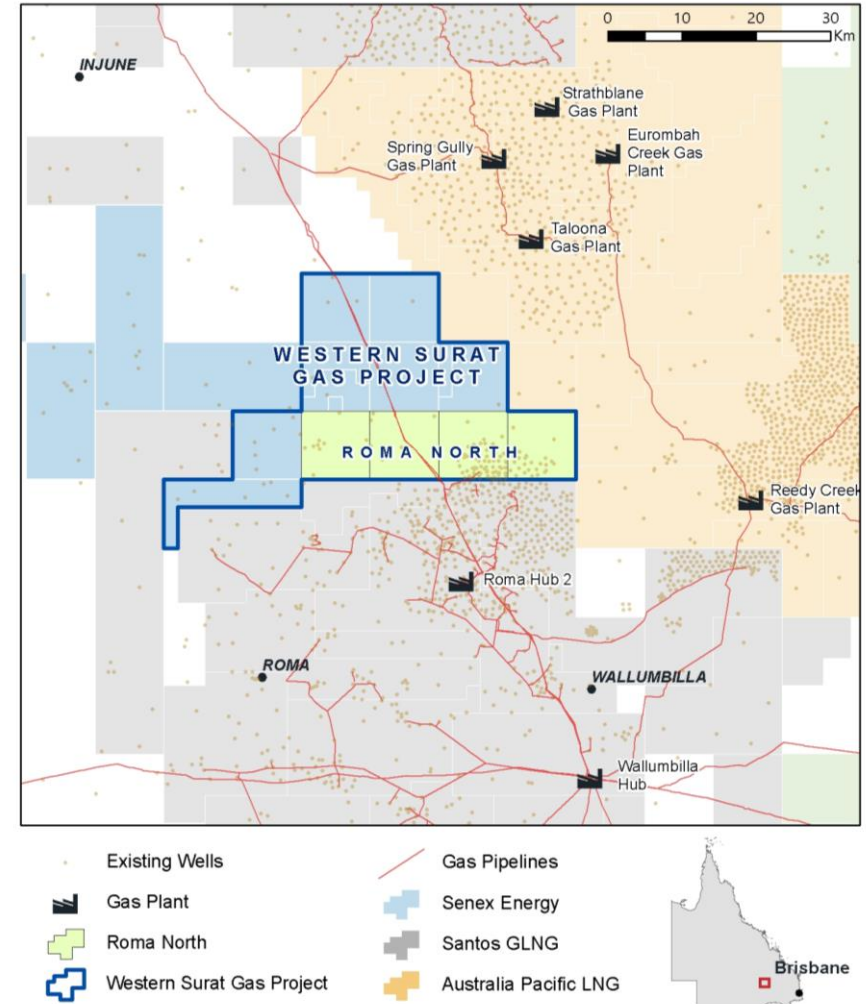 0 10 20 30
Km
INJUNE
Strathblane
Gas Plant
Spring Gully
Gas Plant
Eurombah
Creek Gas
Plant
Taloona
Gas Plant
WESTERN SURAT
GAS PROJECT
ROMA NORTH
Reedy Creek
Gas Plant
Roma Hub 2
ROMA
WALLUMBILLA
Wallumbilla
Hub
Existing Wells
Gas Pipelines
Gas Plant
Senex Energy
Roma North
Santos GLNG
Western Surat Gas Project
Australia Pacific LNG
Brisbane